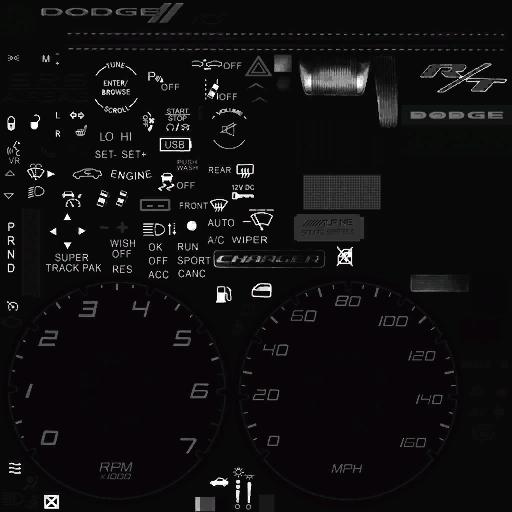 DODGE
M
TUNE
ENTER/
BROWSE
SCROLL
P OFF
OFF
OFF
R/T
DODGE
L
R
START
STOP
OFF
VOLUME
LO HI
USB
SET- SET+
VR
PUSH
WASH
REAR
ENGINE
OFF
12V DC
FRONT
P
R
N
D
AUTO
ALPINE
WISH
OFF
RES
OK
OFF
ACC
RUN
SPORT
CANC
A/C WIPER
SUPER
TRACK PAK
CHARGER
0
1
2
3
4
5
6
7
RPM
x1000
0
20
40
60
80
100
120
140
160
MPH